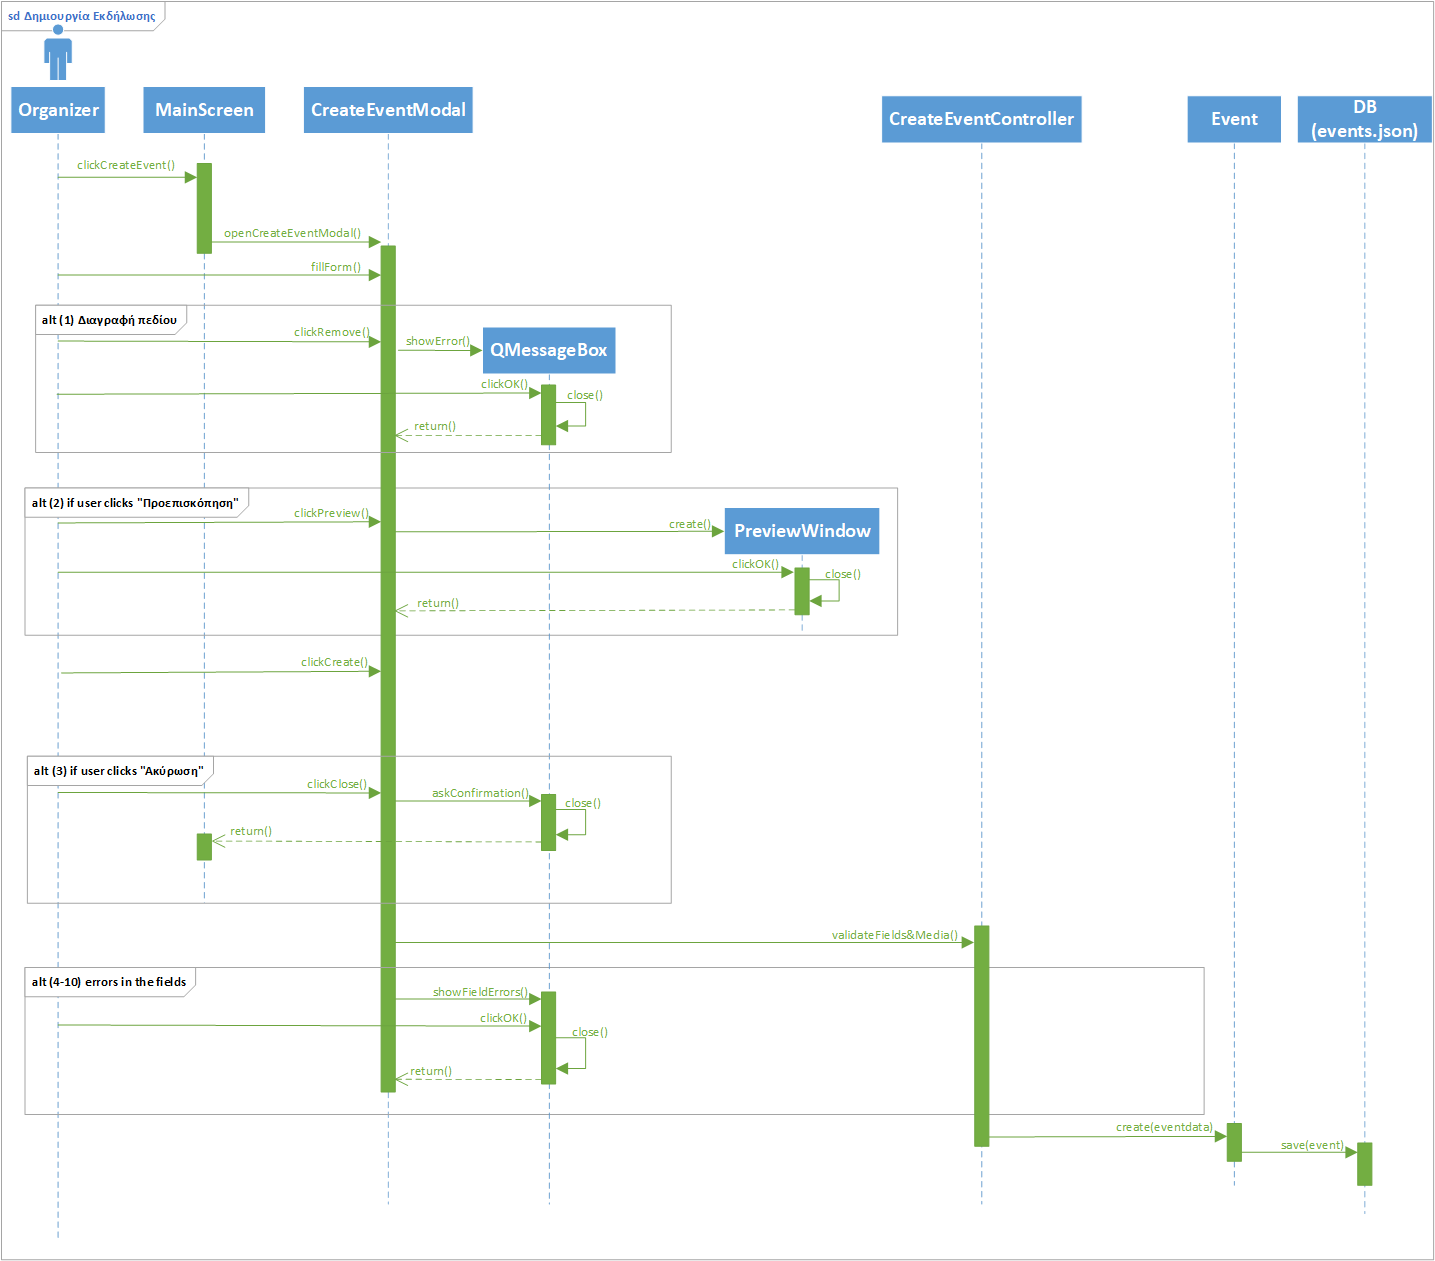 sd Δημιουργία Εκδήλωσης
Organizer
MainScreen
CreateEventModal
CreateEventController
Event
DB
(events.json)
clickCreateEvent()
openCreateEventModal()
fillForm()
alt (1) Διαγραφή πεδίου
clickRemove()
showError()
QMessageBox
clickOK()
close()
return()
alt (2) if user clicks "Προεπισκόπηση"
clickPreview()
create()
PreviewWindow
clickOK()
close()
return()
clickCreate()
alt (3) if user clicks "Ακύρωση"
clickClose()
askConfirmation()
close()
return()
validateFields&Media()
alt (4-10) errors in the fields
showFieldErrors()
clickOK()
close()
return()
create(eventdata)
save(event)